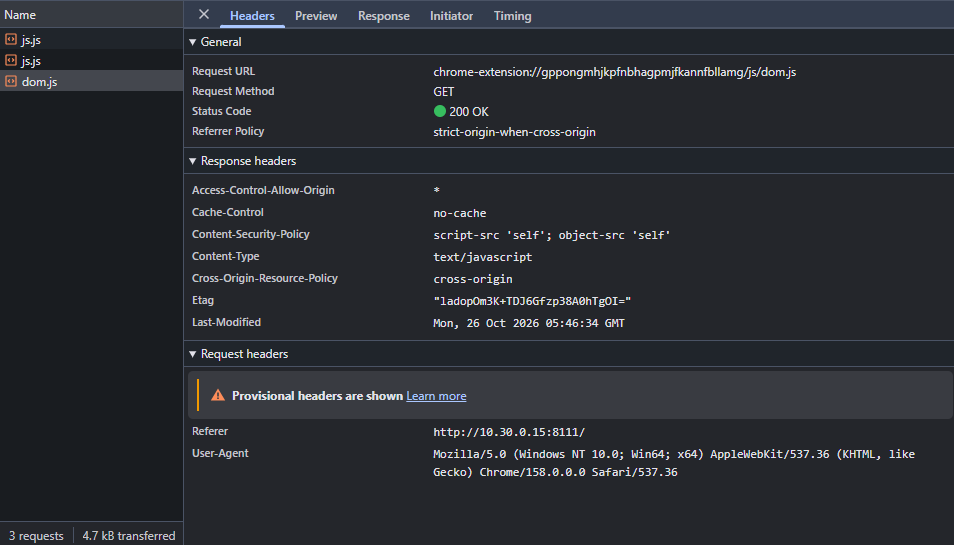 Name
js.js
js.js
dom.js
3 requests
4.7 kB transferred
Headers
Preview
Response
Initiator
Timing
General
Request URL chrome-extension://gppongmhjkpfnbhagpmjfkannfbllamg/js/dom.js
Request Method GET
Status Code 200 OK
Referrer Policy strict-origin-when-cross-origin
Response headers
Access-Control-Allow-Origin *
Cache-Control no-cache
Content-Security-Policy script-src 'self'; object-src 'self'
Content-Type text/javascript
Cross-Origin-Resource-Policy cross-origin
Etag "ladopOm3K+TDJ6Gfzp38A0hTgOI="
Last-Modified Mon, 26 Oct 2026 05:46:34 GMT
Request headers
Provisional headers are shown Learn more
Referer http://10.30.0.15:8111/
User-Agent Mozilla/5.0 (Windows NT 10.0; Win64; x64) AppleWebKit/537.36 (KHTML, like
Gecko) Chrome/158.0.0.0 Safari/537.36